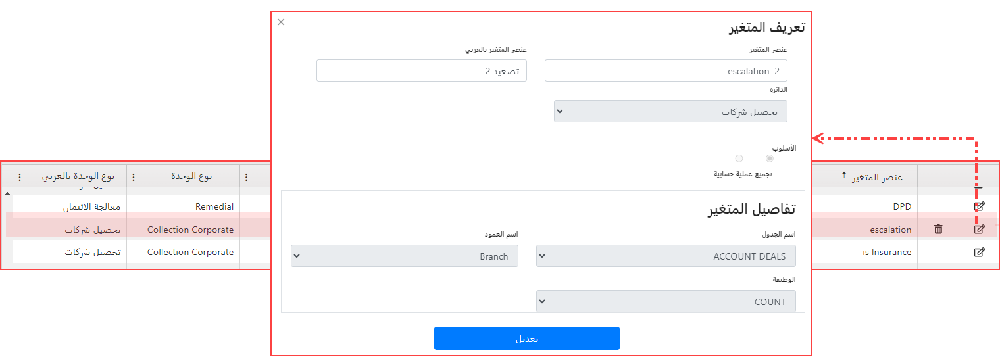 تعريف المتغير
عنصر المتغير
عنصر المتغير بالعربي
escalation 2
تصعيد 2
الدائرة
تحصيل شركات
الأسلوب
تجميع عملية حسابية
تفاصيل المتغير
اسم الجدول
اسم العمود
ACCOUNT DEALS
Branch
الوظيفة
COUNT
تعديل
عنصر المتغير
نوع الوحدة
نوع الوحدة بالعربي
DPD
Remedial
معالجة الائتمان
escalation
Collection Corporate
تحصيل شركات
is Insurance
Collection Corporate
تحصيل شركات